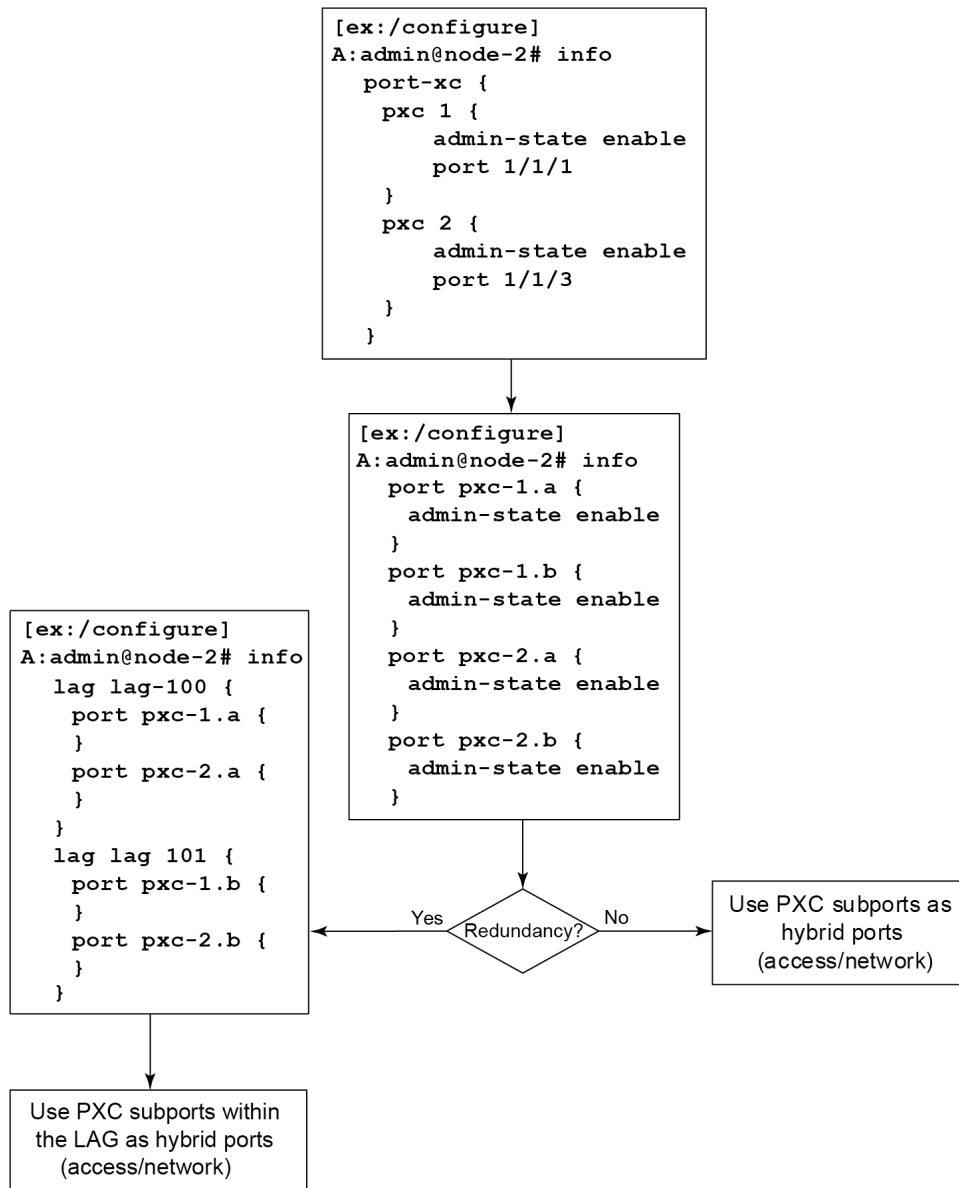 [ex:/configure]
A:admin@node-2# info
port-xc {
pxc 1 {
admin-state enable
port 1/1/1
}
pxc 2 {
admin-state enable
port 1/1/3
}
}
[ex:/configure]
A:admin@node-2# info
port pxc-1.a {
admin-state enable
}
port pxc-1.b {
admin-state enable
}
port pxc-2.a {
admin-state enable
}
port pxc-2.b {
admin-state enable
}
[ex:/configure]
A:admin@node-2# info
lag lag-100 {
port pxc-1.a {
}
port pxc-2.a {
}
}
lag lag 101 {
port pxc-1.b {
}
port pxc-2.b {
}
}
Yes
Redundancy?
No
Use PXC subports as
hybrid ports
(access/network)
Use PXC subports within
the LAG as hybrid ports
(access/network)